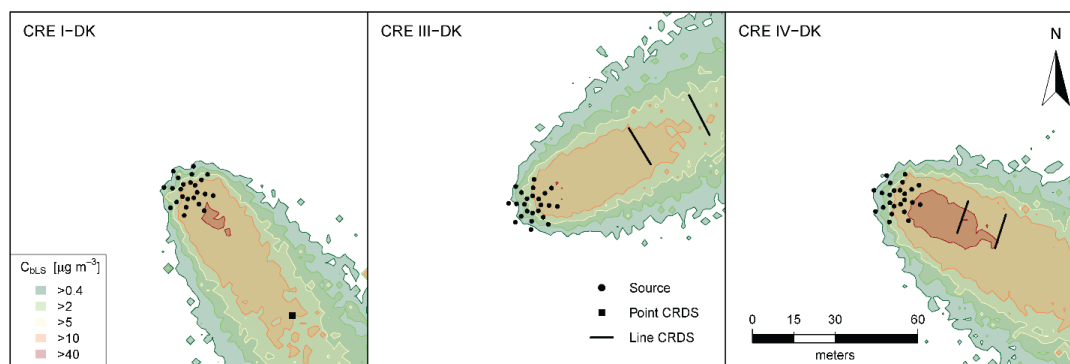 CRE I−DK
CRE III−DK
CRE IV−DK
N
C_bLS [μg m⁻³]
>0.4
>2
>5
>10
>40
Source
Point CRDS
Line CRDS
0 15 30 60
meters